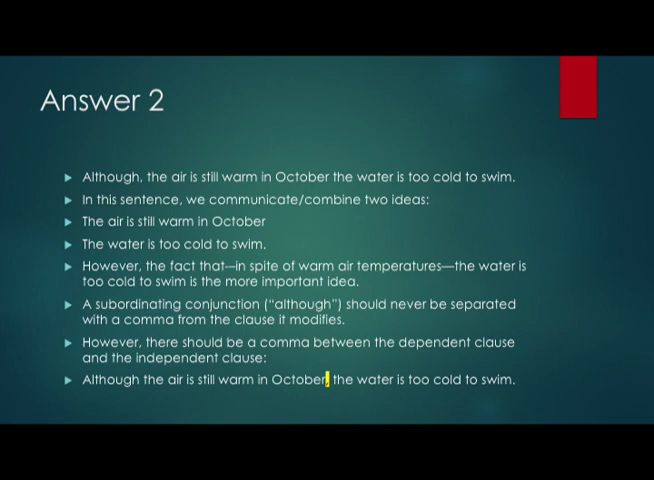 Answer 2
Although, the air is still warm in October the water is too cold to swim.
In this sentence, we communicate/combine two ideas:
The air is still warm in October
The water is too cold to swim.
However, the fact that—in spite of warm air temperatures—the water is
too cold to swim is the more important idea.
A subordinating conjunction (“although”) should never be separated
with a comma from the clause it modifies.
However, there should be a comma between the dependent clause
and the independent clause:
Although the air is still warm in October, the water is too cold to swim.